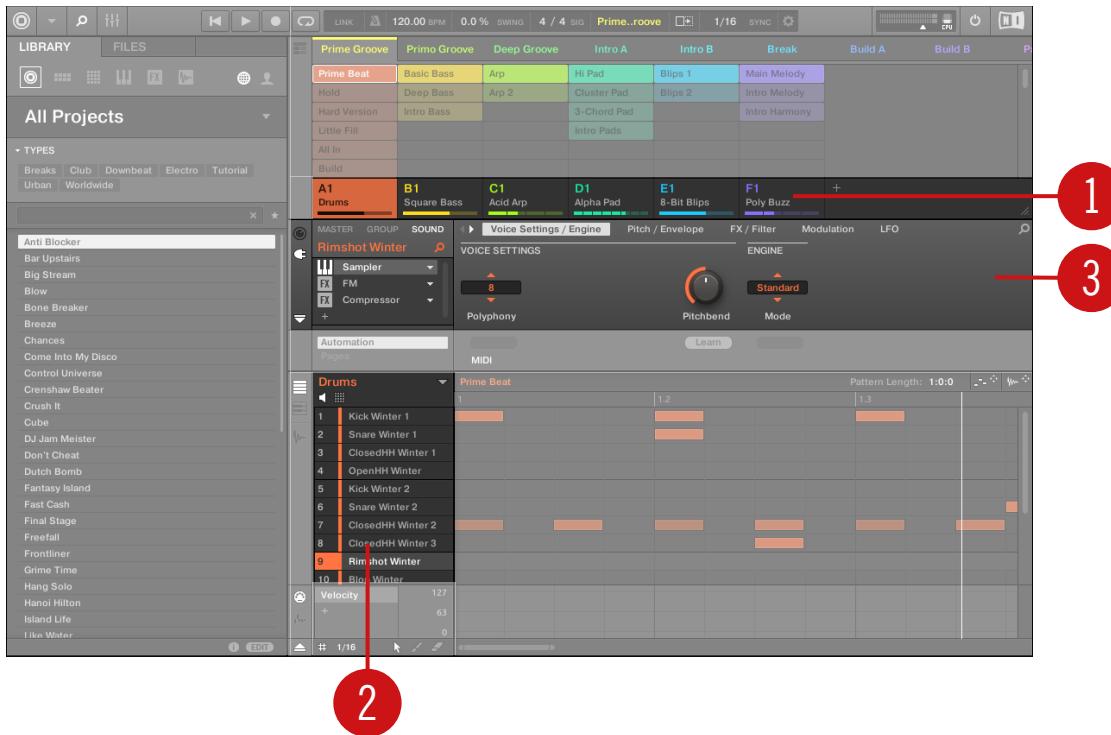 LINK 120.00 BPM 0.0 % SWING 4 / 4 SIG Prime..roove 1/16 SYNC CPU
LIBRARY FILES
FX
All Projects
TYPES
Breaks Club Downbeat Electro Tutorial
Urban Worldwide
Anti Blocker
Bar Upstairs
Big Stream
Blow
Bone Breaker
Breeze
Chances
Come Into My Disco
Control Universe
Crenshaw Beater
Crush It
Cube
DJ Jam Meister
Don't Cheat
Dutch Bomb
Fantasy Island
Fast Cash
Final Stage
Freefall
Frontliner
Grime Time
Hang Solo
Hanoi Hilton
Island Life
Like Water
i EDIT
Prime Groove Primo Groove Deep Groove Intro A Intro B Break Build A Build B
Prime Beat Basic Bass Arp Hi Pad Blips 1 Main Melody
Hold Deep Bass Arp 2 Cluster Pad Blips 2 Intro Melody
Hard Version Intro Bass 3-Chord Pad Intro Harmony
Little Fill Intro Pads
All In
Build
A1 B1 C1 D1 E1 F1 +
Drums Square Bass Acid Arp Alpha Pad 8-Bit Blips Poly Buzz
1
MASTER GROUP SOUND Voice Settings / Engine Pitch / Envelope FX / Filter Modulation LFO
Rimshot Winter VOICE SETTINGS ENGINE
Sampler
FX FM 8 Standard
FX Compressor
+ Polyphony Pitchbend Mode
3
Automation Learn
Pages MIDI
Drums Prime Beat Pattern Length: 1:0:0
1 1.2 1.3
1 Kick Winter 1
2 Snare Winter 1
3 ClosedHH Winter 1
4 OpenHH Winter
5 Kick Winter 2
6 Snare Winter 2
7 ClosedHH Winter 2
8 ClosedHH Winter 3
9 Rimshot Winter
10 Blop Winter
Velocity 127
+ 63
0
# 1/16
2